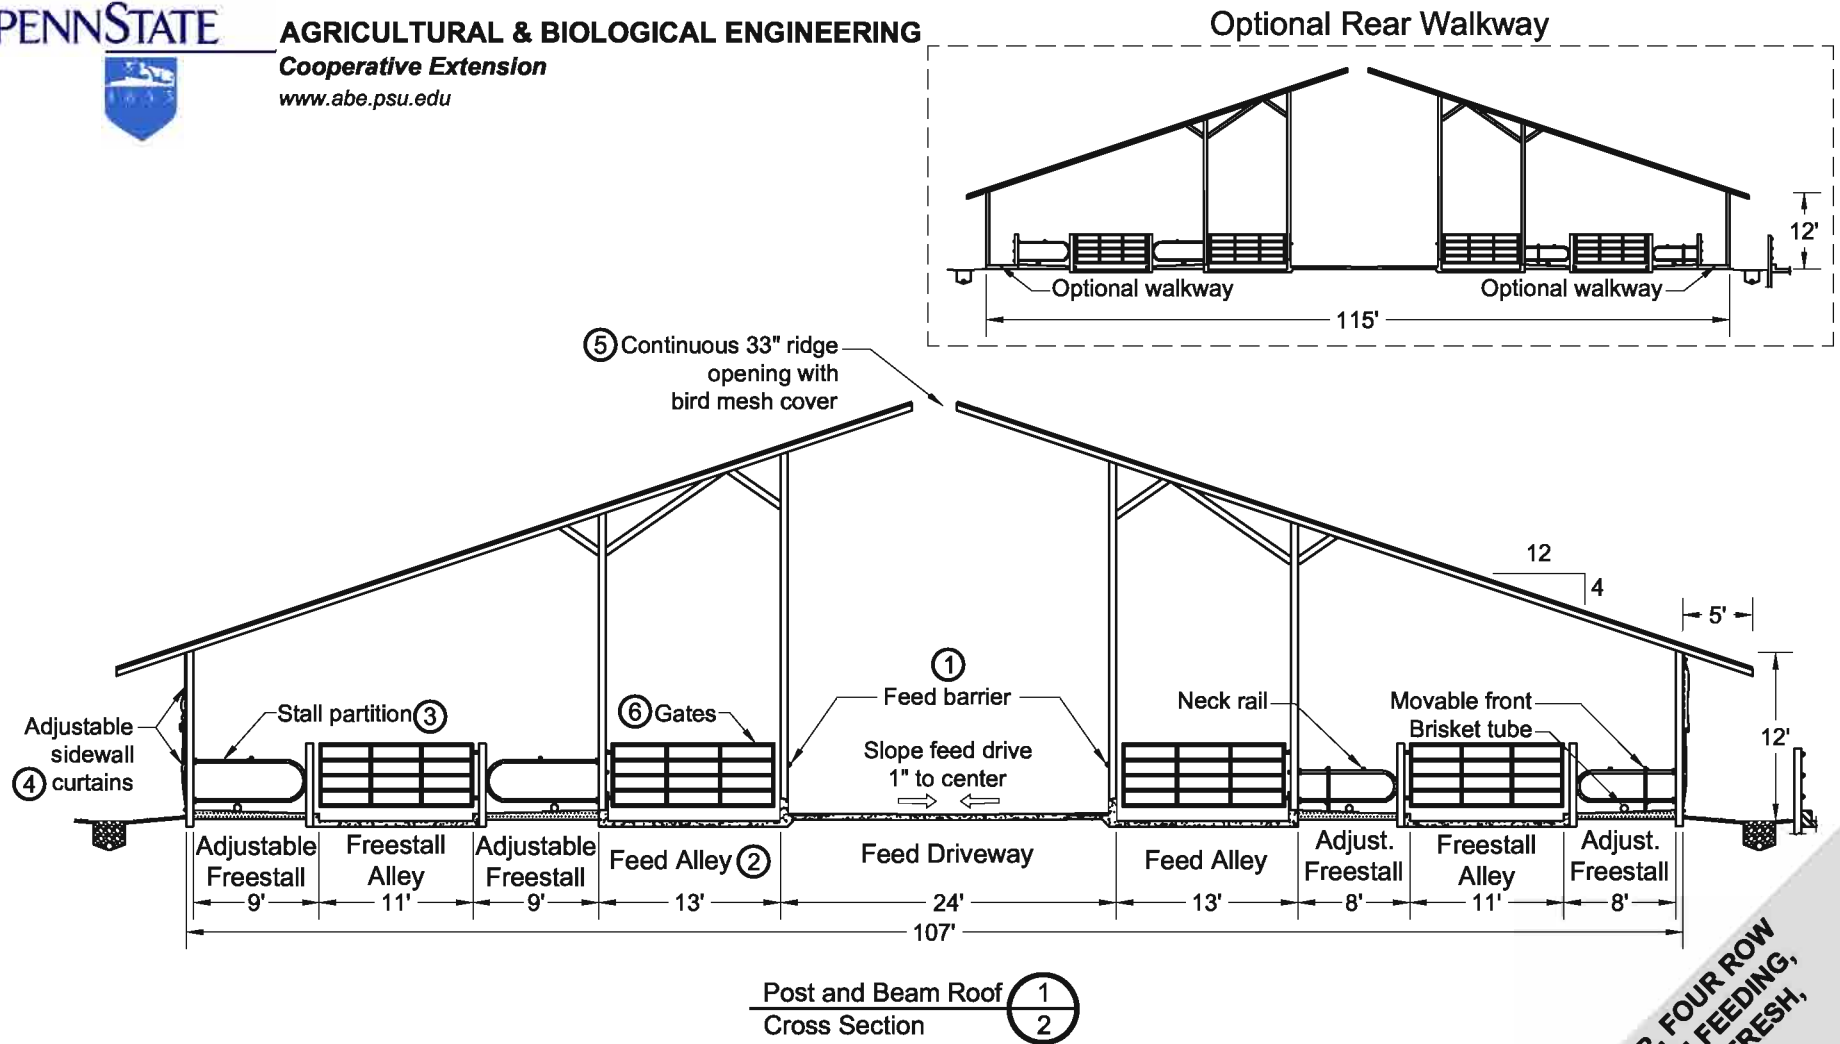 PENNSTATE
1855
AGRICULTURAL & BIOLOGICAL ENGINEERING
Cooperative Extension
www.abe.psu.edu
Optional Rear Walkway
12'
Optional walkway
Optional walkway
115'
5 Continuous 33" ridge
opening with
bird mesh cover
12
4
5'
12'
1
Feed barrier
Slope feed drive
1" to center
Adjustable
sidewall
4 curtains
Stall partition 3
6 Gates
Neck rail
Movable front
Brisket tube
Adjustable
Freestall
Freestall
Alley
Adjustable
Freestall
Feed Alley 2
Feed Driveway
Feed Alley
Adjust.
Freestall
Freestall
Alley
Adjust.
Freestall
9' 11' 9' 13' 24' 13' 8' 11' 8'
107'
Post and Beam Roof 1
Cross Section 2
FOUR ROW
FEEDING,